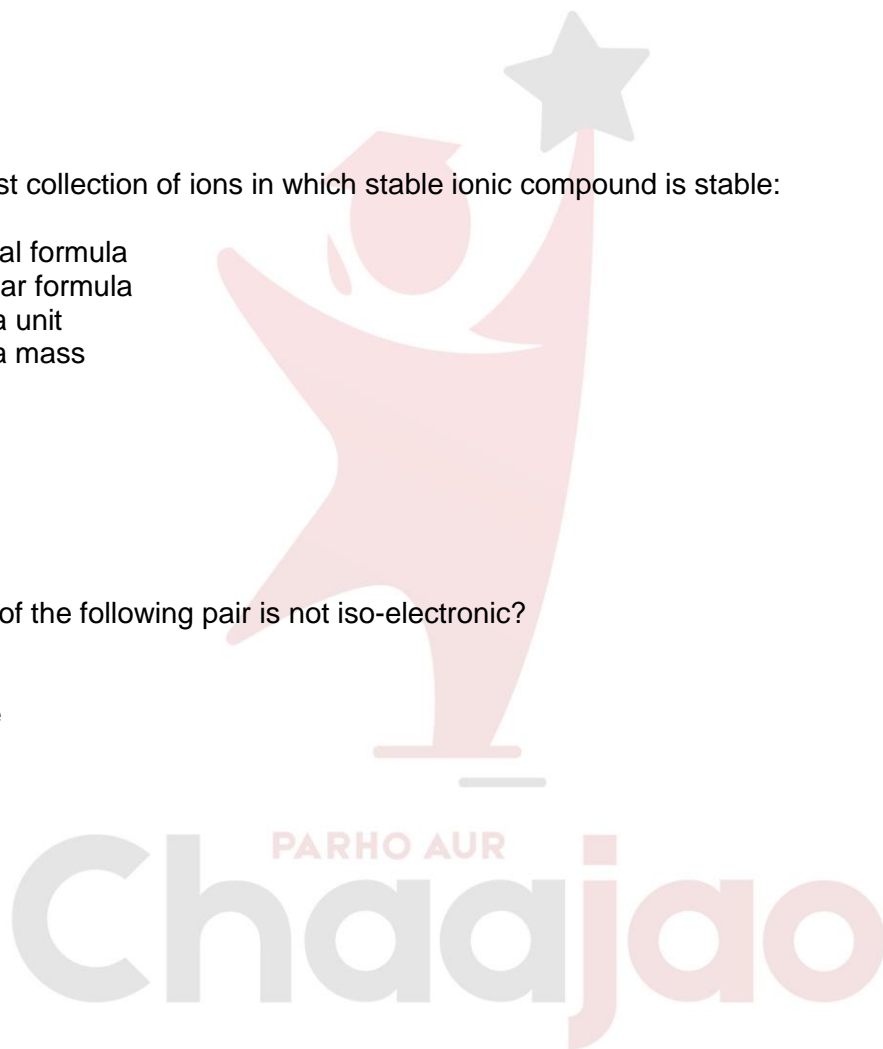 st collection of ions in which stable ionic compound is stable:
al formula
ar formula
a unit
a mass
of the following pair is not iso-electronic?
PARHO AUR
Chaajao